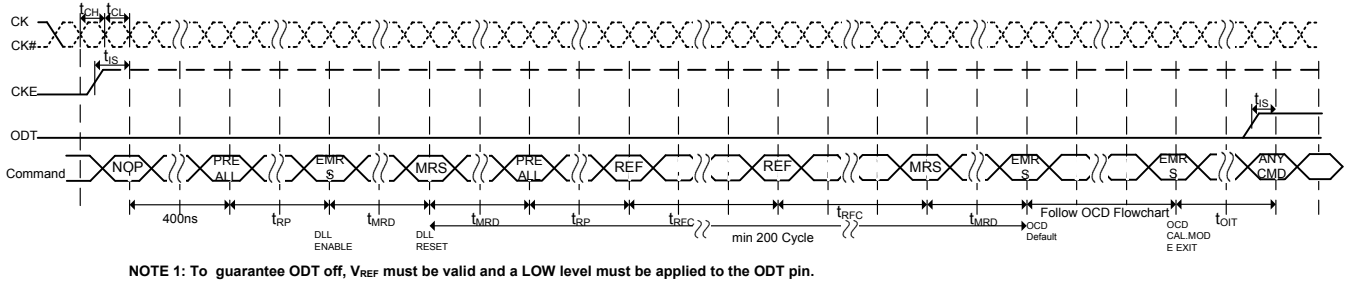 CK
CK#
tCH
tCL
tIS
CKE
tIS
ODT
Command
NOP
PRE
ALL
EMR
S
MRS
PRE
ALL
REF
REF
MRS
EMR
S
EMR
S
ANY
CMD
400ns
tRP
tMRD
tMRD
tRP
tRFC
tRFC
tMRD
Follow OCD Flowchart
tOIT
DLL
ENABLE
DLL
RESET
min 200 Cycle
OCD
Default
OCD
CAL.MOD
E EXIT
NOTE 1: To guarantee ODT off, VREF must be valid and a LOW level must be applied to the ODT pin.